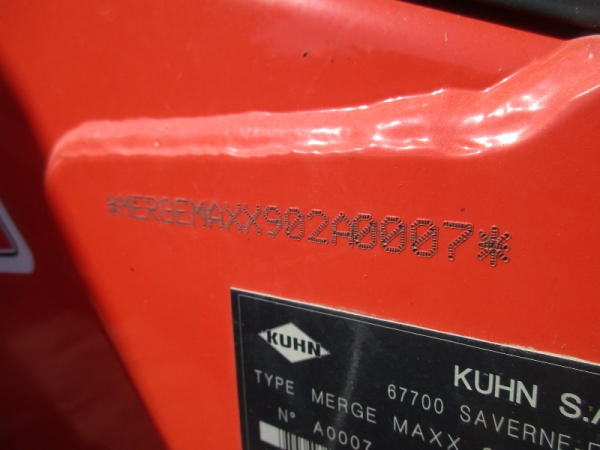 *MERGEMAXX902A0007*
KUHN
KUHN S.A
67700 SAVERNE-F
TYPE MERGE MAXX
N° A0007